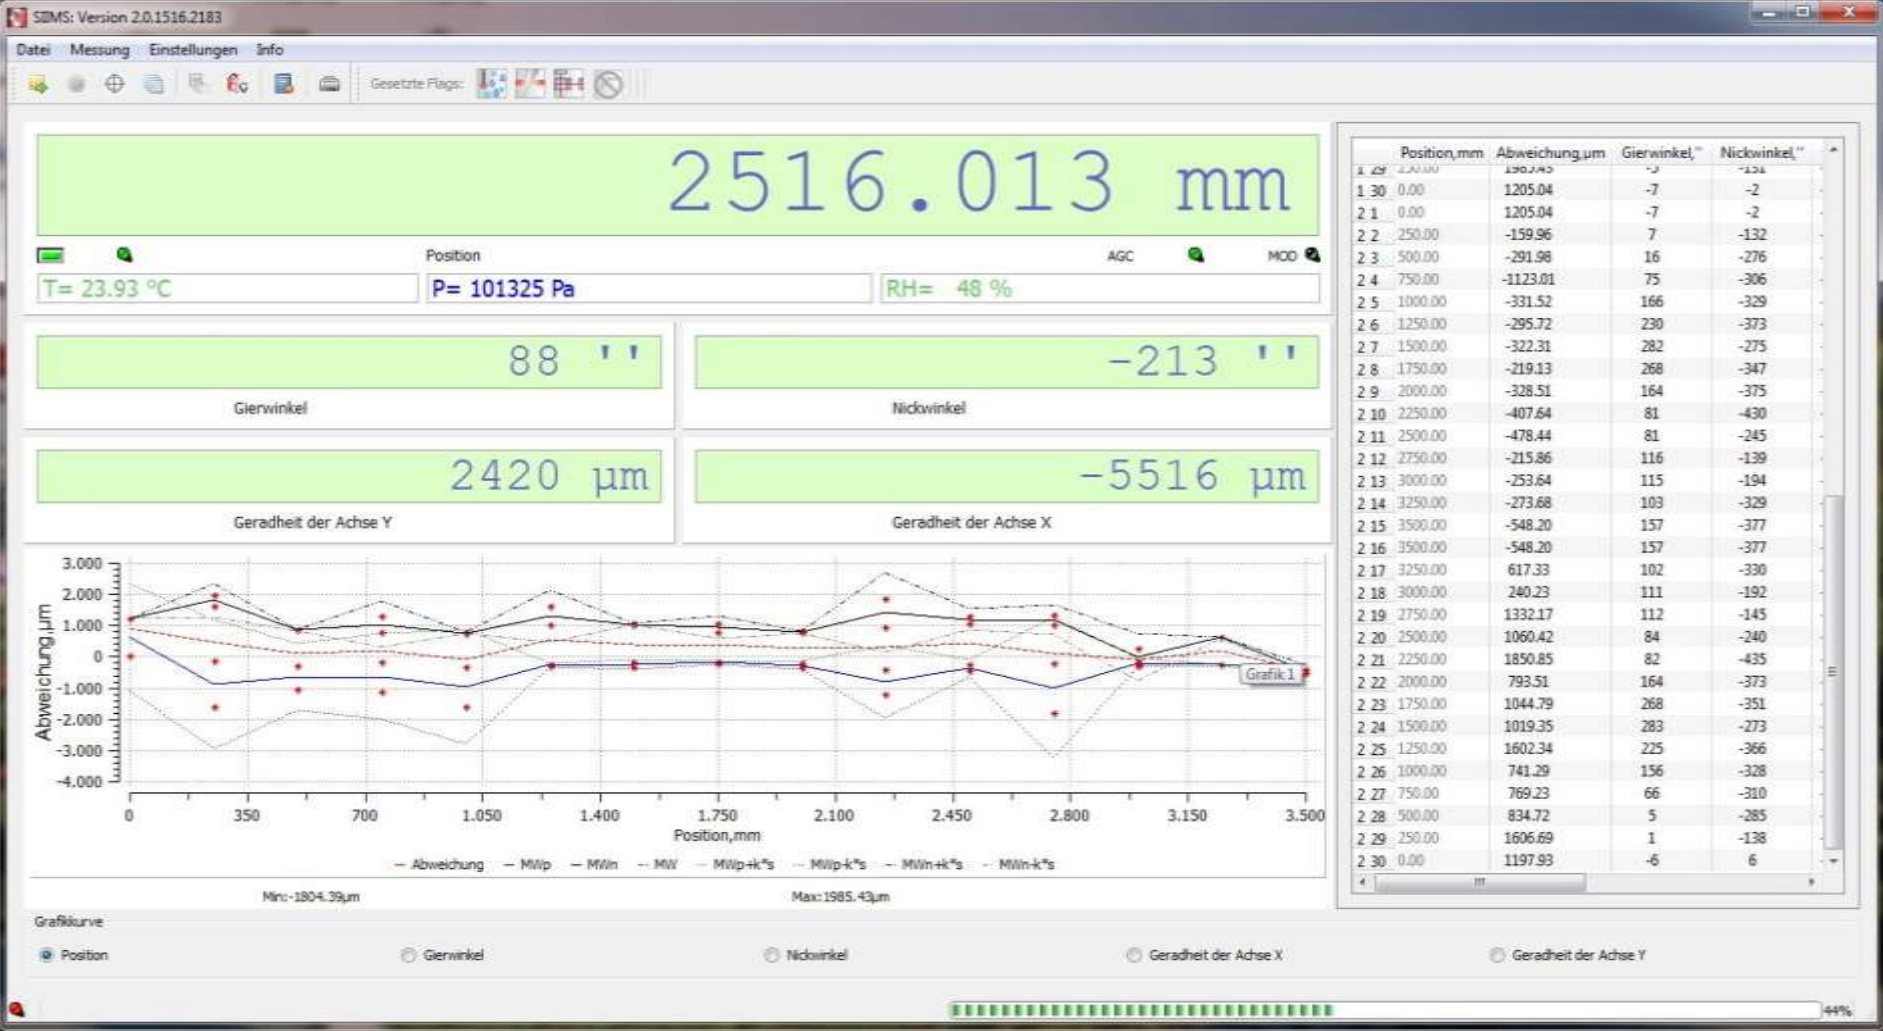 SIIMS: Version 2.0.1516.2183
Datei Messung Einstellungen Info
Gesetzte Flags:
2516.013 mm
Position AGC MOD
T= 23.93 °C P= 101325 Pa RH= 48 %
88 '' -213 ''
Gierwinkel Nickwinkel
2420 µm -5516 µm
Geradheit der Achse Y Geradheit der Achse X
Abweichung,µm
3.000
2.000
1.000
0
-1.000
-2.000
-3.000
-4.000
Grafik 1
0 350 700 1.050 1.400 1.750 2.100 2.450 2.800 3.150 3.500
Position,mm
Abweichung MWp MWn MW MWp+k*s MWp-k*s MWn+k*s MWn-k*s
Min:-1804.39µm Max:1985.43µm
Grafikkurve
Position Gierwinkel Nickwinkel Geradheit der Achse X Geradheit der Achse Y
44%
Position,mm Abweichung,µm Gierwinkel,'' Nickwinkel,''
1 29 250.00 1985.43 -5 -131
1 30 0.00 1205.04 -7 -2
2 1 0.00 1205.04 -7 -2
2 2 250.00 -159.96 7 -132
2 3 500.00 -291.98 16 -276
2 4 750.00 -1123.01 75 -306
2 5 1000.00 -331.52 166 -329
2 6 1250.00 -295.72 230 -373
2 7 1500.00 -322.31 282 -275
2 8 1750.00 -219.13 268 -347
2 9 2000.00 -328.51 164 -375
2 10 2250.00 -407.64 81 -430
2 11 2500.00 -478.44 81 -245
2 12 2750.00 -215.86 116 -139
2 13 3000.00 -253.64 115 -194
2 14 3250.00 -273.68 103 -329
2 15 3500.00 -548.20 157 -377
2 16 3500.00 -548.20 157 -377
2 17 3250.00 617.33 102 -330
2 18 3000.00 240.23 111 -192
2 19 2750.00 1332.17 112 -145
2 20 2500.00 1060.42 84 -240
2 21 2250.00 1850.85 82 -435
2 22 2000.00 793.51 164 -373
2 23 1750.00 1044.79 268 -351
2 24 1500.00 1019.35 283 -273
2 25 1250.00 1602.34 225 -366
2 26 1000.00 741.29 156 -328
2 27 750.00 769.23 66 -310
2 28 500.00 834.72 5 -285
2 29 250.00 1606.69 1 -138
2 30 0.00 1197.93 -6 6